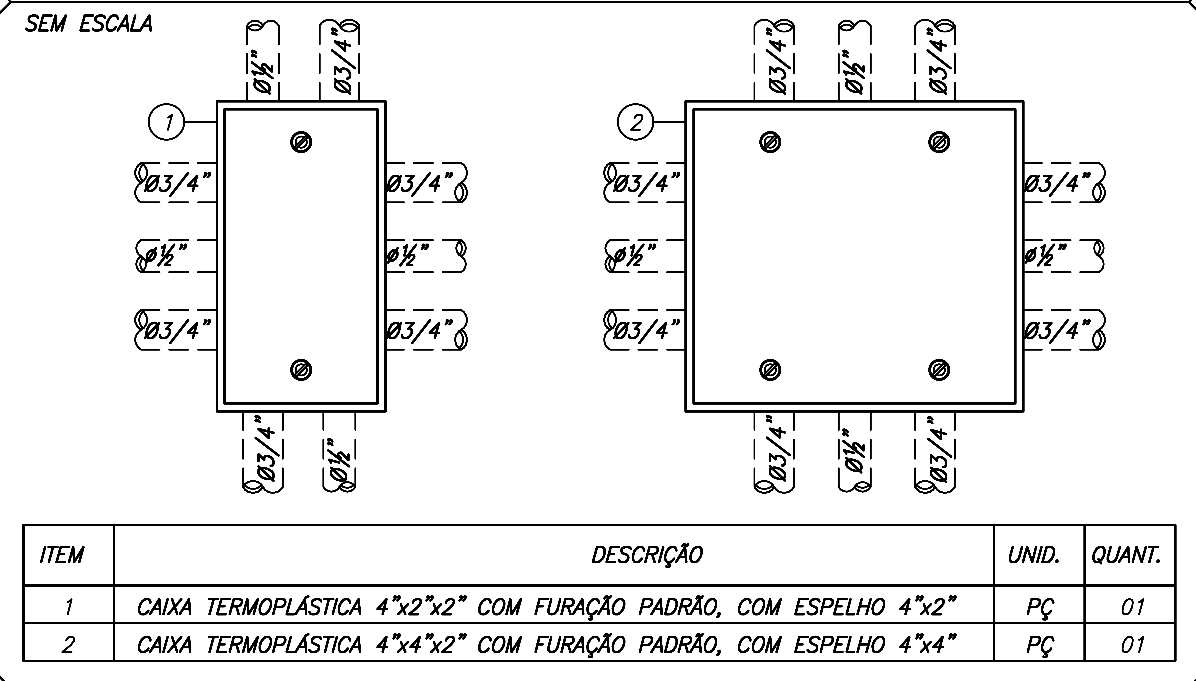 SEM ESCALA
Ø½" Ø3/4" Ø3/4" Ø½" Ø3/4"
1 2
Ø3/4" Ø3/4" Ø3/4" Ø3/4"
ø½" ø½" ø½" ø½"
Ø3/4" Ø3/4" Ø3/4" Ø3/4"
Ø3/4" Ø½" Ø3/4" Ø½" Ø3/4"
ITEM DESCRIÇÃO UNID. QUANT.
1 CAIXA TERMOPLÁSTICA 4"x2"x2" COM FURAÇÃO PADRÃO, COM ESPELHO 4"x2" PÇ 01
2 CAIXA TERMOPLÁSTICA 4"x4"x2" COM FURAÇÃO PADRÃO, COM ESPELHO 4"x4" PÇ 01